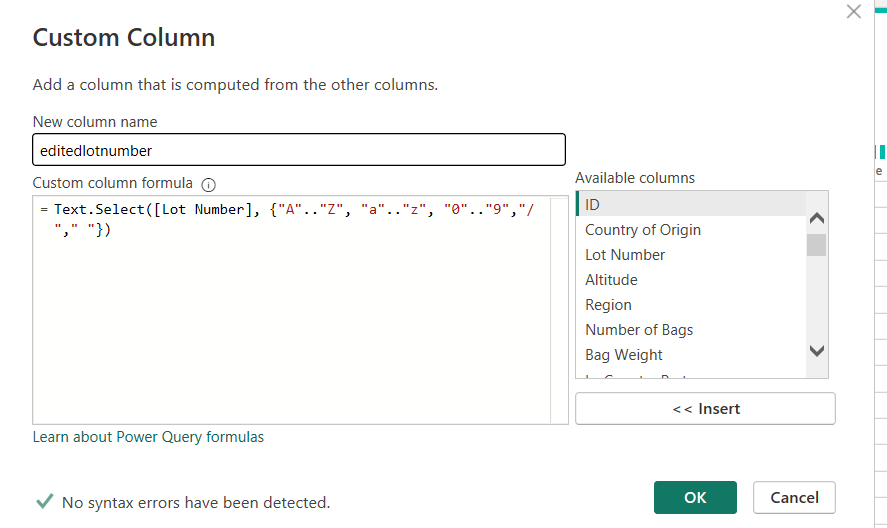 Custom Column
Add a column that is computed from the other columns.
New column name
editedlotnumber
Custom column formula
= Text.Select([Lot Number], {"A".."Z", "a".."z", "0".."9","/
"," "})
Available columns
ID
Country of Origin
Lot Number
Altitude
Region
Number of Bags
Bag Weight
<< Insert
Learn about Power Query formulas
No syntax errors have been detected.
OK
Cancel
e